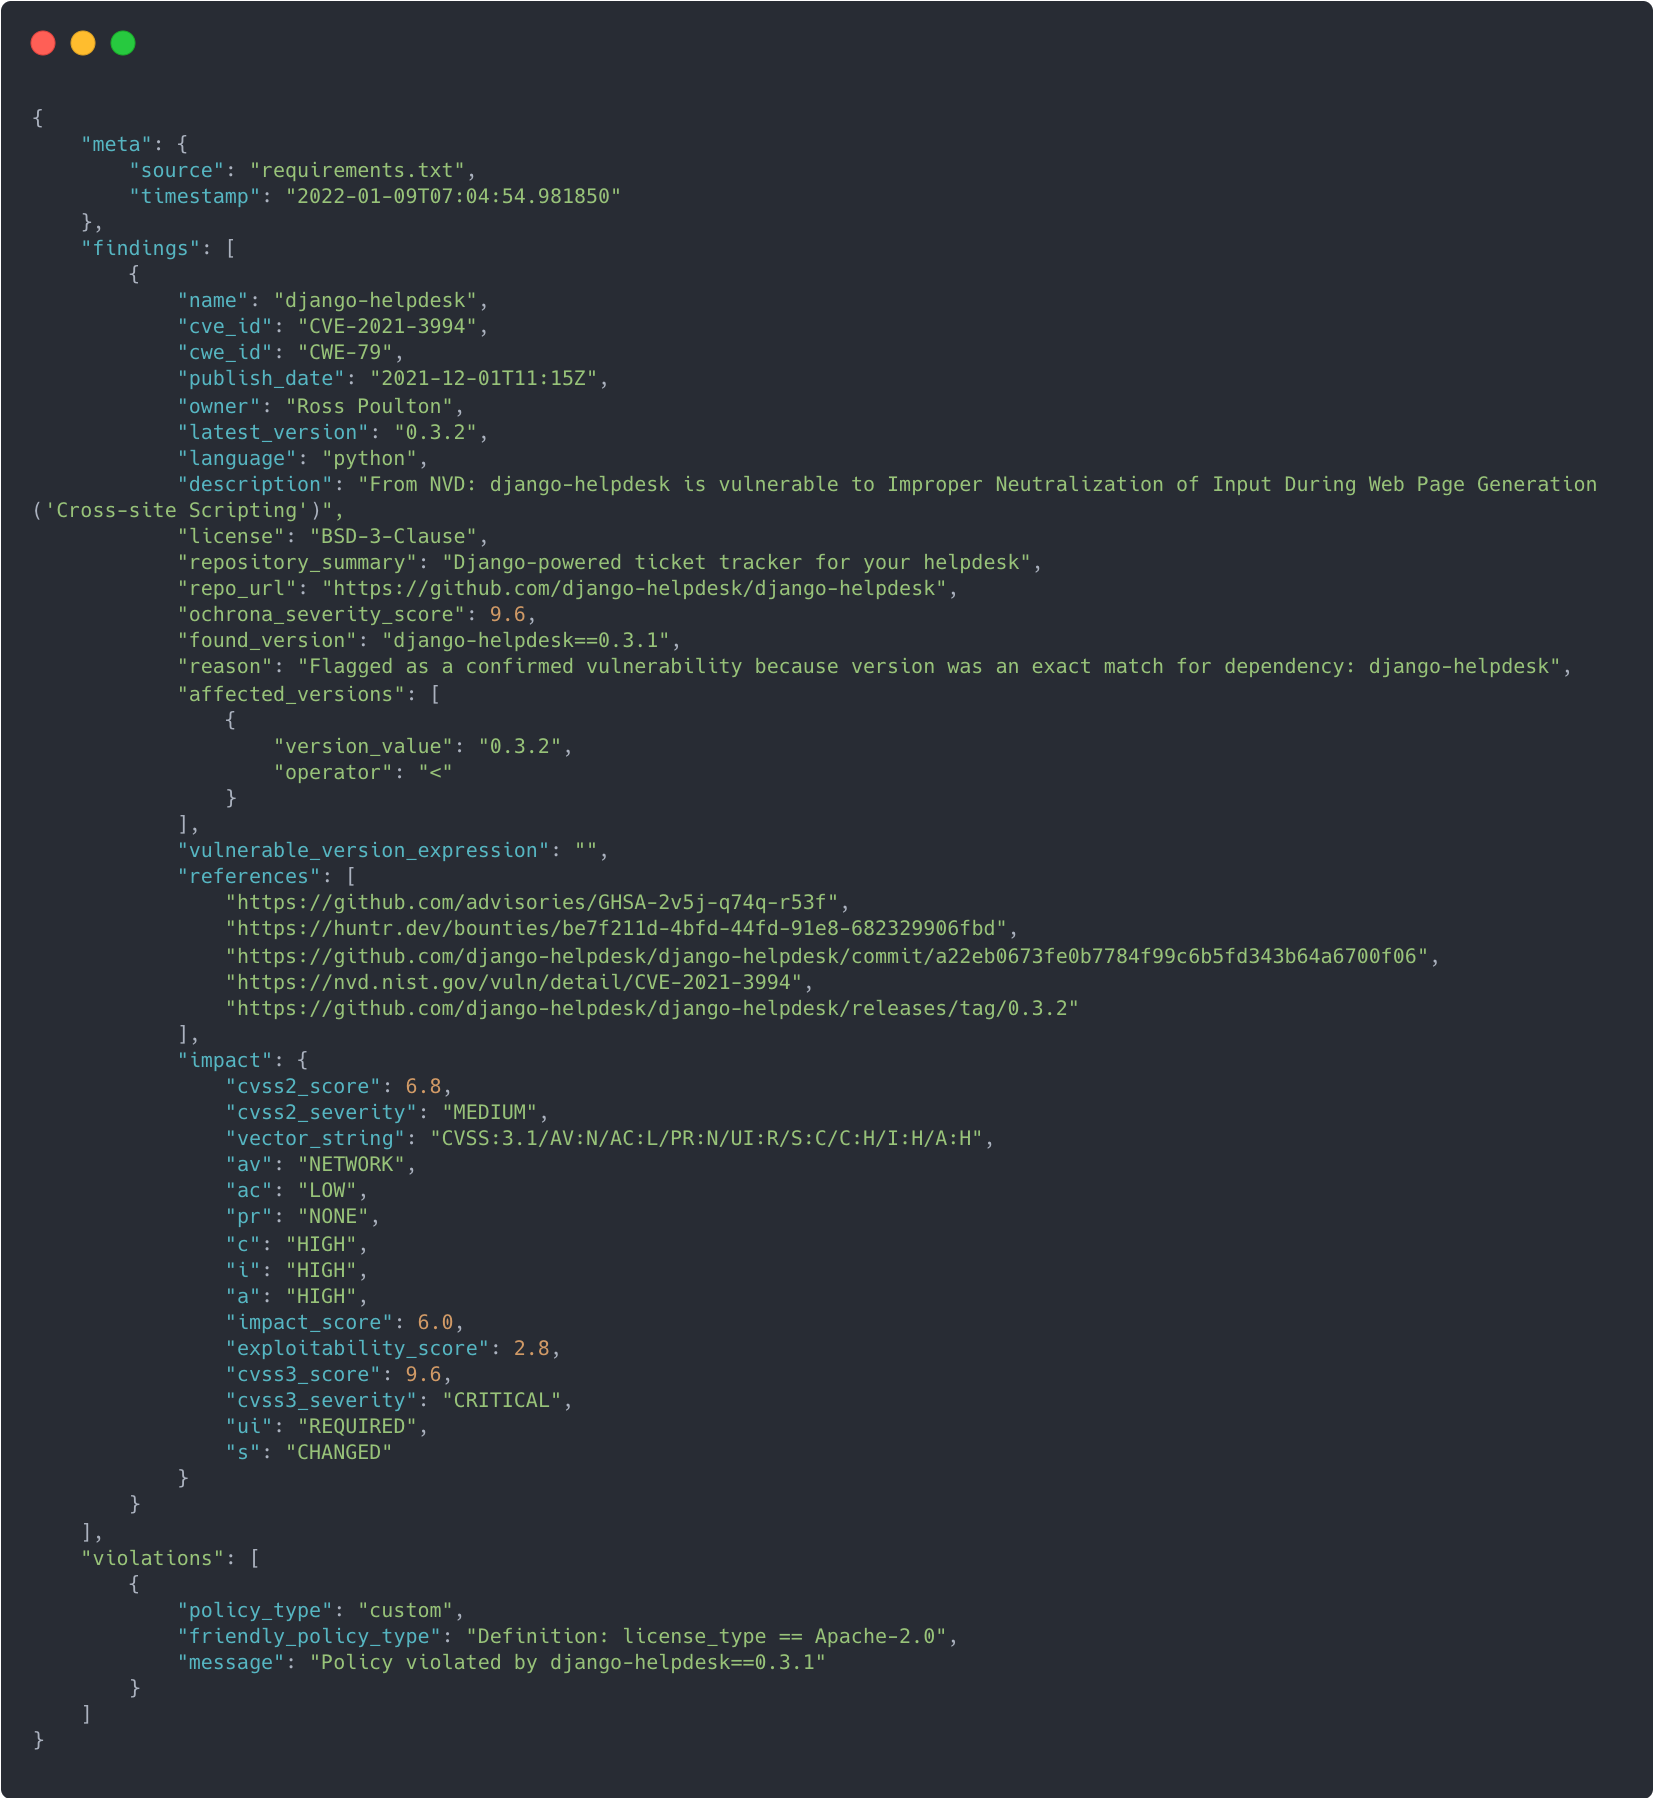 {
    "meta": {
        "source": "requirements.txt",
        "timestamp": "2022-01-09T07:04:54.981850"
    },
    "findings": [
        {
            "name": "django-helpdesk",
            "cve_id": "CVE-2021-3994",
            "cwe_id": "CWE-79",
            "publish_date": "2021-12-01T11:15Z",
            "owner": "Ross Poulton",
            "latest_version": "0.3.2",
            "language": "python",
            "description": "From NVD: django-helpdesk is vulnerable to Improper Neutralization of Input During Web Page Generation
('Cross-site Scripting')",
            "license": "BSD-3-Clause",
            "repository_summary": "Django-powered ticket tracker for your helpdesk",
            "repo_url": "https://github.com/django-helpdesk/django-helpdesk",
            "ochrona_severity_score": 9.6,
            "found_version": "django-helpdesk==0.3.1",
            "reason": "Flagged as a confirmed vulnerability because version was an exact match for dependency: django-helpdesk",
            "affected_versions": [
                {
                    "version_value": "0.3.2",
                    "operator": "<"
                }
            ],
            "vulnerable_version_expression": "",
            "references": [
                "https://github.com/advisories/GHSA-2v5j-q74q-r53f",
                "https://huntr.dev/bounties/be7f211d-4bfd-44fd-91e8-682329906fbd",
                "https://github.com/django-helpdesk/django-helpdesk/commit/a22eb0673fe0b7784f99c6b5fd343b64a6700f06",
                "https://nvd.nist.gov/vuln/detail/CVE-2021-3994",
                "https://github.com/django-helpdesk/django-helpdesk/releases/tag/0.3.2"
            ],
            "impact": {
                "cvss2_score": 6.8,
                "cvss2_severity": "MEDIUM",
                "vector_string": "CVSS:3.1/AV:N/AC:L/PR:N/UI:R/S:C/C:H/I:H/A:H",
                "av": "NETWORK",
                "ac": "LOW",
                "pr": "NONE",
                "c": "HIGH",
                "i": "HIGH",
                "a": "HIGH",
                "impact_score": 6.0,
                "exploitability_score": 2.8,
                "cvss3_score": 9.6,
                "cvss3_severity": "CRITICAL",
                "ui": "REQUIRED",
                "s": "CHANGED"
            }
        }
    ],
    "violations": [
        {
            "policy_type": "custom",
            "friendly_policy_type": "Definition: license_type == Apache-2.0",
            "message": "Policy violated by django-helpdesk==0.3.1"
        }
    ]
}